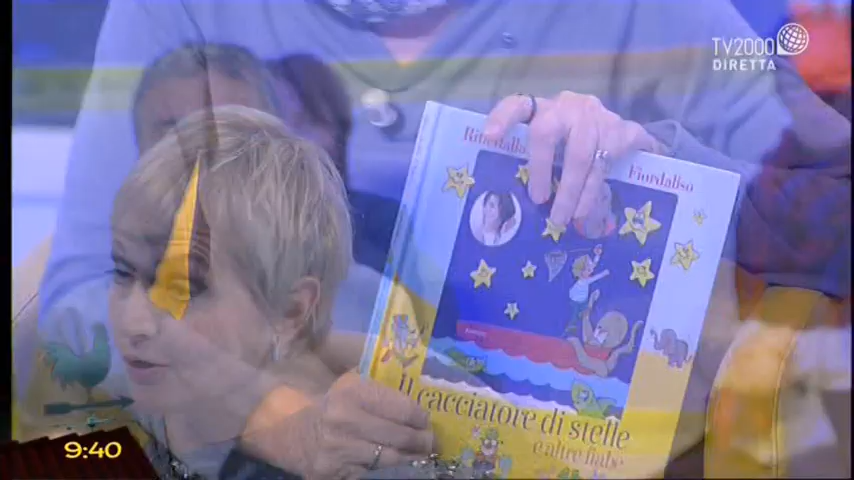 TV2000
DIRETTA
Fiordaliso
il cacciatore di stelle
e altre fiabe
9:40